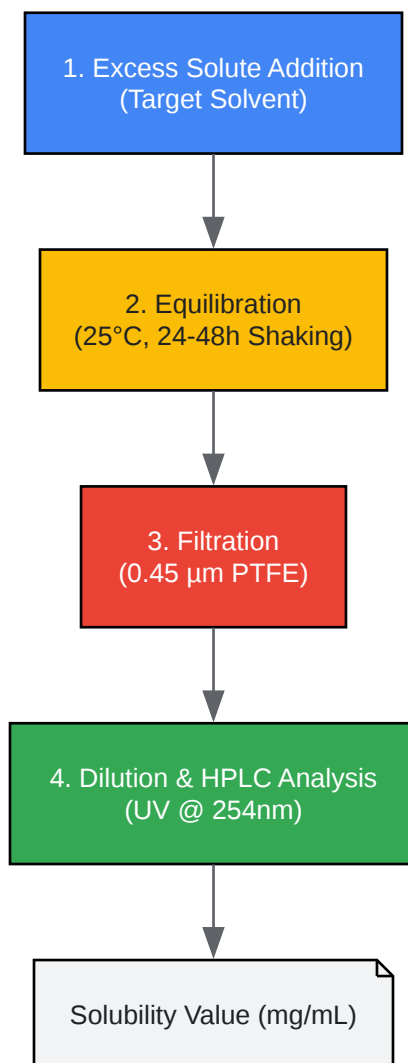 1. Excess Solute Addition
(Target Solvent)
2. Equilibration
(25°C, 24-48h Shaking)
3. Filtration
(0.45 µm PTFE)
4. Dilution & HPLC Analysis
(UV @ 254nm)
Solubility Value (mg/mL)